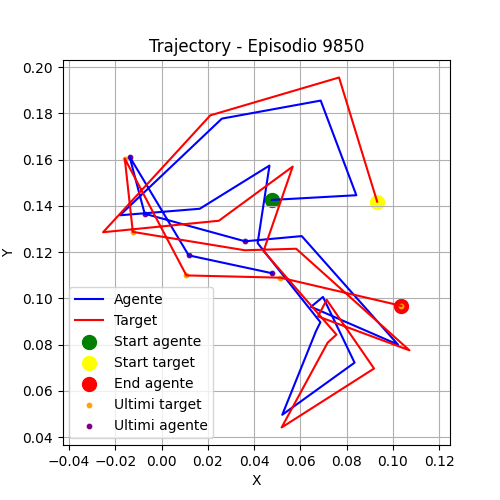 Trajectory - Episodio 9850
0.20
0.18
0.16
0.14
0.12
0.10
0.08
0.06
0.04
Y
Agente
Target
Start agente
Start target
End agente
Ultimi target
Ultimi agente
−0.04 −0.02 0.00 0.02 0.04 0.06 0.08 0.10 0.12
X